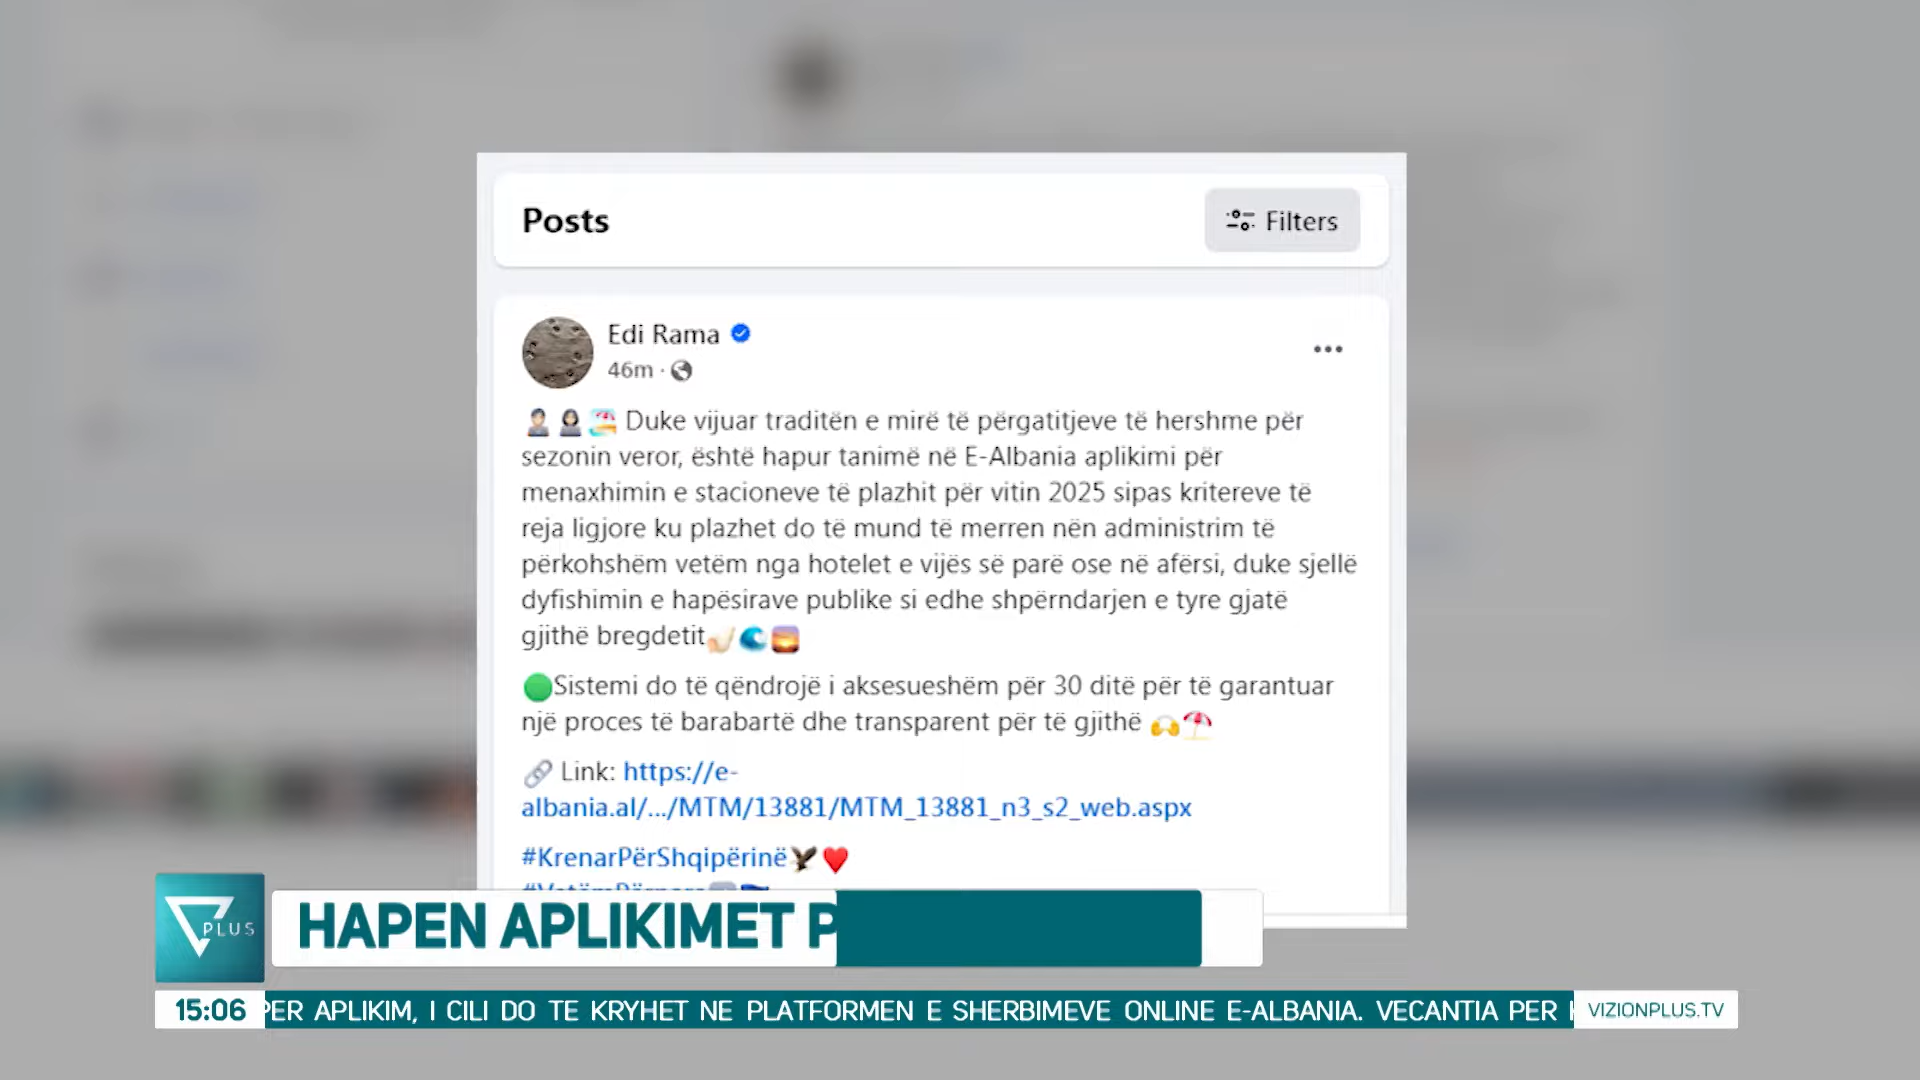 Posts
Filters
Edi Rama
46m ·
Duke vijuar traditën e mirë të përgatitjeve të hershme për
sezonin veror, është hapur tanimë në E-Albania aplikimi për
menaxhimin e stacioneve të plazhit për vitin 2025 sipas kritereve të
reja ligjore ku plazhet do të mund të merren nën administrim të
përkohshëm vetëm nga hotelet e vijës së parë ose në afërsi, duke sjellë
dyfishimin e hapësirave publike si edhe shpërndarjen e tyre gjatë
gjithë bregdetit
Sistemi do të qëndrojë i aksesueshëm për 30 ditë për të garantuar
një proces të barabartë dhe transparent për të gjithë
Link: https://e-
albania.al/.../MTM/13881/MTM_13881_n3_s2_web.aspx
#KrenarPërShqipërinë
PLUS
HAPEN APLIKIMET P
15:06
PER APLIKIM, I CILI DO TE KRYHET NE PLATFORMEN E SHERBIMEVE ONLINE E-ALBANIA. VECANTIA PER
VIZIONPLUS.TV